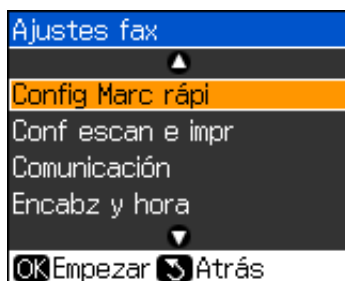 Ajustes fax
Config Marc rápi
Conf escan e impr
Comunicación
Encabz y hora
OK Empezar Atrás